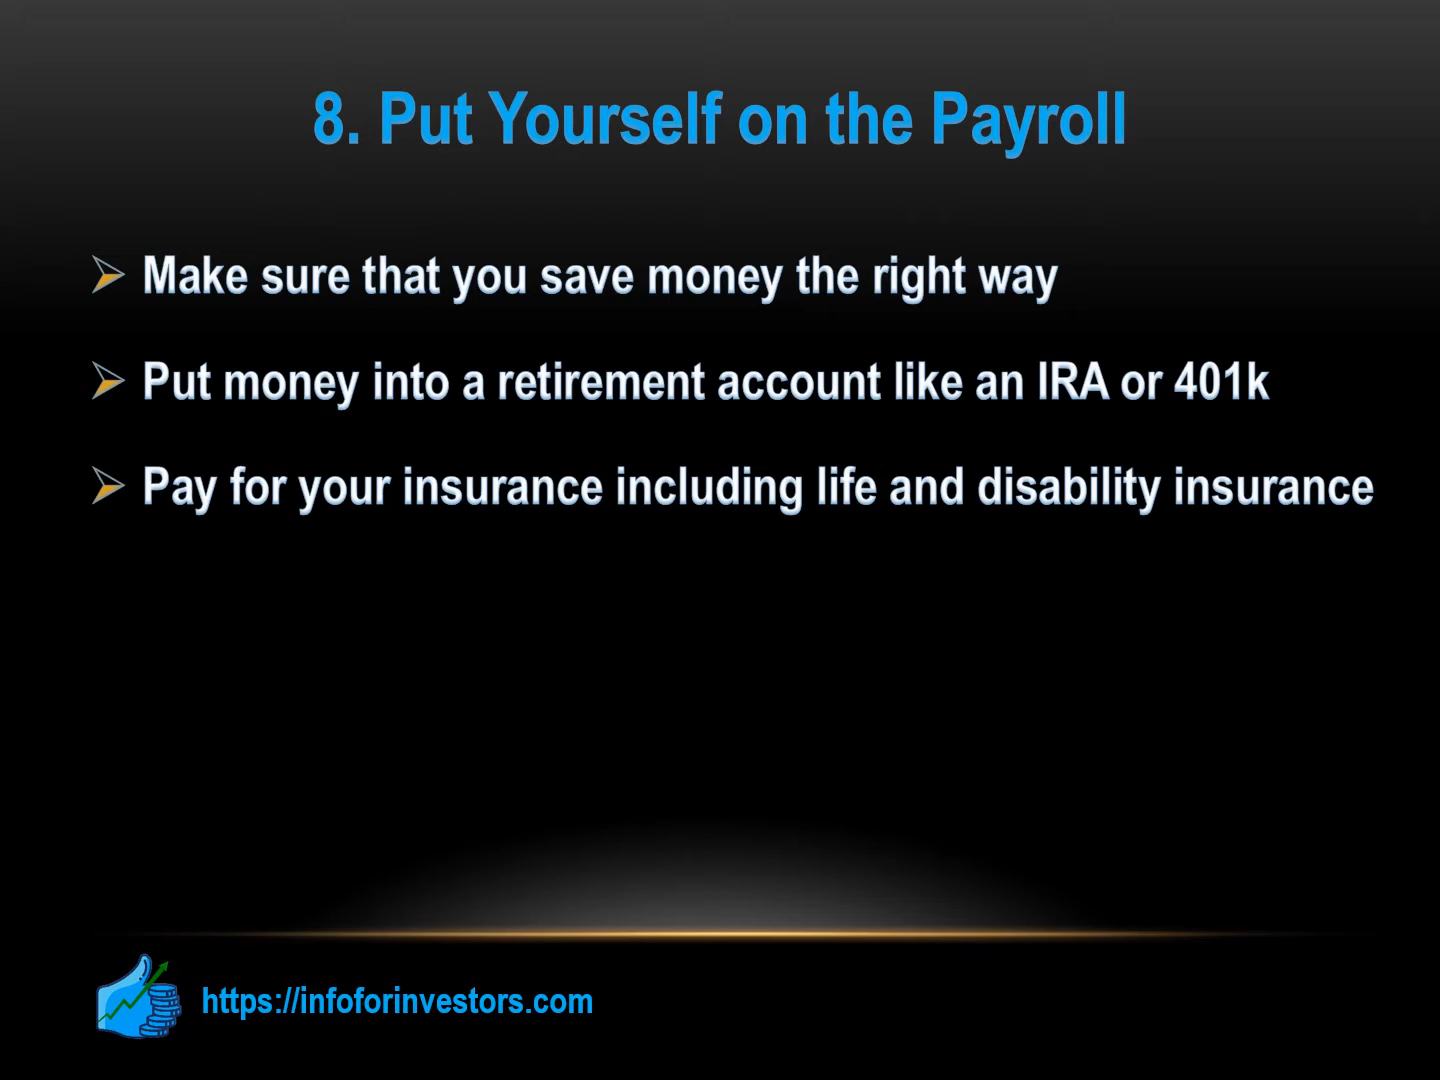 8. Put Yourself on the Payroll
Make sure that you save money the right way
Put money into a retirement account like an IRA or 401k
Pay for your insurance including life and disability insurance
https://infoforinvestors.com